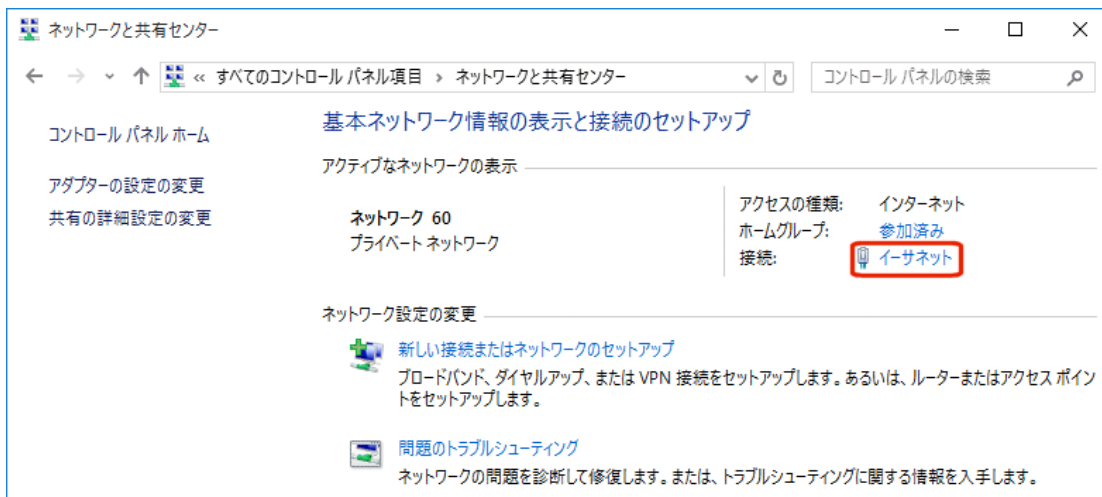 ネットワークと共有センター
« すべてのコントロール パネル項目 › ネットワークと共有センター
コントロール パネルの検索
コントロール パネル ホーム
アダプターの設定の変更
共有の詳細設定の変更
基本ネットワーク情報の表示と接続のセットアップ
アクティブなネットワークの表示
ネットワーク 60
プライベート ネットワーク
アクセスの種類: インターネット
ホームグループ: 参加済み
接続: イーサネット
ネットワーク設定の変更
新しい接続またはネットワークのセットアップ
ブロードバンド、ダイヤルアップ、または VPN 接続をセットアップします。あるいは、ルーターまたはアクセス ポイン
トをセットアップします。
問題のトラブルシューティング
ネットワークの問題を診断して修復します。または、トラブルシューティングに関する情報を入手します。